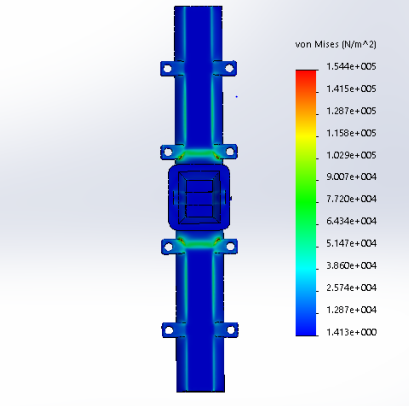 von Mises (N/m^2)
1.544e+005
1.415e+005
1.287e+005
1.158e+005
1.029e+005
9.007e+004
7.720e+004
6.434e+004
5.147e+004
3.860e+004
2.574e+004
1.287e+004
1.413e+000